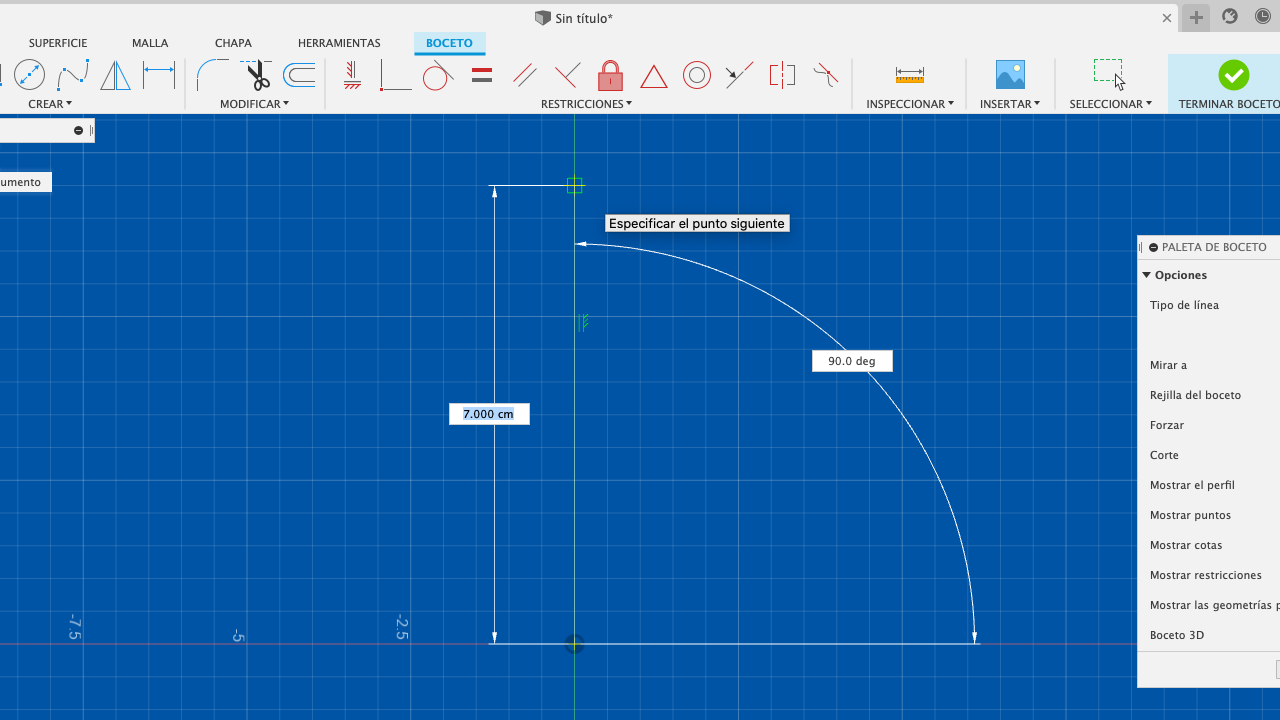 Sin título*
SUPERFICIE MALLA CHAPA HERRAMIENTAS BOCETO
CREAR MODIFICAR RESTRICCIONES INSPECCIONAR INSERTAR SELECCIONAR TERMINAR BOCETO
umento
Especificar el punto siguiente
PALETA DE BOCETO
Opciones
Tipo de línea
90.0 deg
Mirar a
Rejilla del boceto
7.000 cm
Forzar
Corte
Mostrar el perfil
Mostrar puntos
Mostrar cotas
Mostrar restricciones
Mostrar las geometrías p
-7.5 -5 -2.5
Boceto 3D